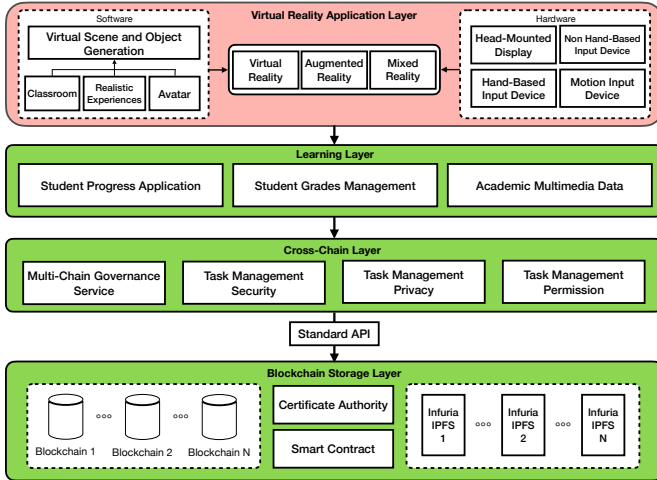 Software
Virtual Reality Application Layer
Hardware
Virtual Scene and Object
Generation
Classroom
Realistic
Experiences
Avatar
Virtual
Reality
Augmented
Reality
Mixed
Reality
Head-Mounted
Display
Non Hand-Based
Input Device
Hand-Based
Input Device
Motion Input
Device
Learning Layer
Student Progress Application
Student Grades Management
Academic Multimedia Data
Cross-Chain Layer
Multi-Chain Governance
Service
Task Management
Security
Task Management
Privacy
Task Management
Permission
Standard API
Blockchain Storage Layer
Blockchain 1
Blockchain 2
Blockchain N
Certificate Authority
Smart Contract
Infuria
IPFS
1
Infuria
IPFS
2
Infuria
IPFS
N